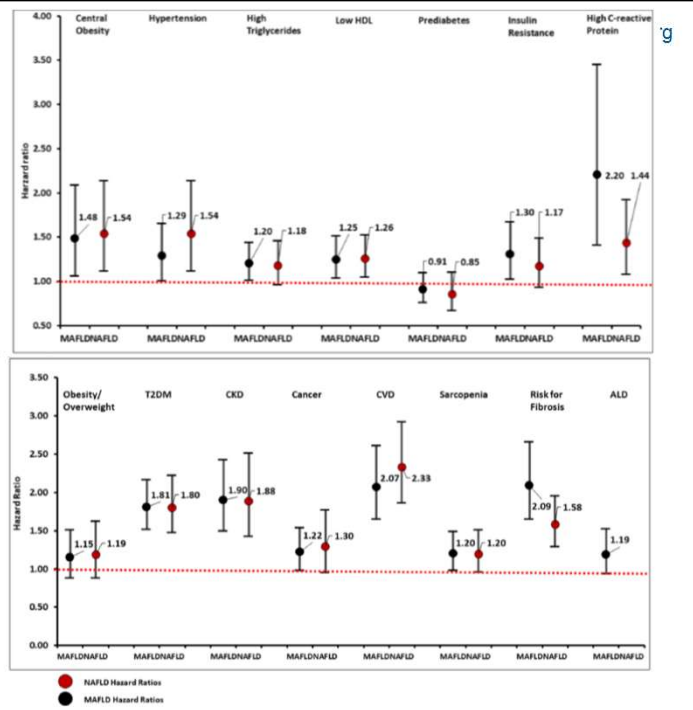 g
Central Obesity
Hypertension
High Triglycerides
Low HDL
Prediabetes
Insulin Resistance
High C-reactive Protein
Harzard ratio
4.00
3.50
3.00
2.50
2.00
1.50
1.00
0.50
1.48 1.54
1.29 1.54
1.20 1.18
1.25 1.26
0.91 0.85
1.30 1.17
2.20 1.44
MAFLDNAFLD MAFLDNAFLD MAFLDNAFLD MAFLDNAFLD MAFLDNAFLD MAFLDNAFLD MAFLDNAFLD
Obesity/ Overweight
T2DM
CKD
Cancer
CVD
Sarcopenia
Risk for Fibrosis
ALD
Hazard Ratio
3.50
3.00
2.50
2.00
1.50
1.00
0.50
0.00
1.15 1.19
1.81 1.80
1.90 1.88
1.22 1.30
2.07 2.33
1.20 1.20
2.09 1.58
1.19
MAFLDNAFLD MAFLDNAFLD MAFLDNAFLD MAFLDNAFLD MAFLDNAFLD MAFLDNAFLD MAFLDNAFLD MAFLDNAFLD
NAFLD Hazard Ratios
MAFLD Hazard Ratios